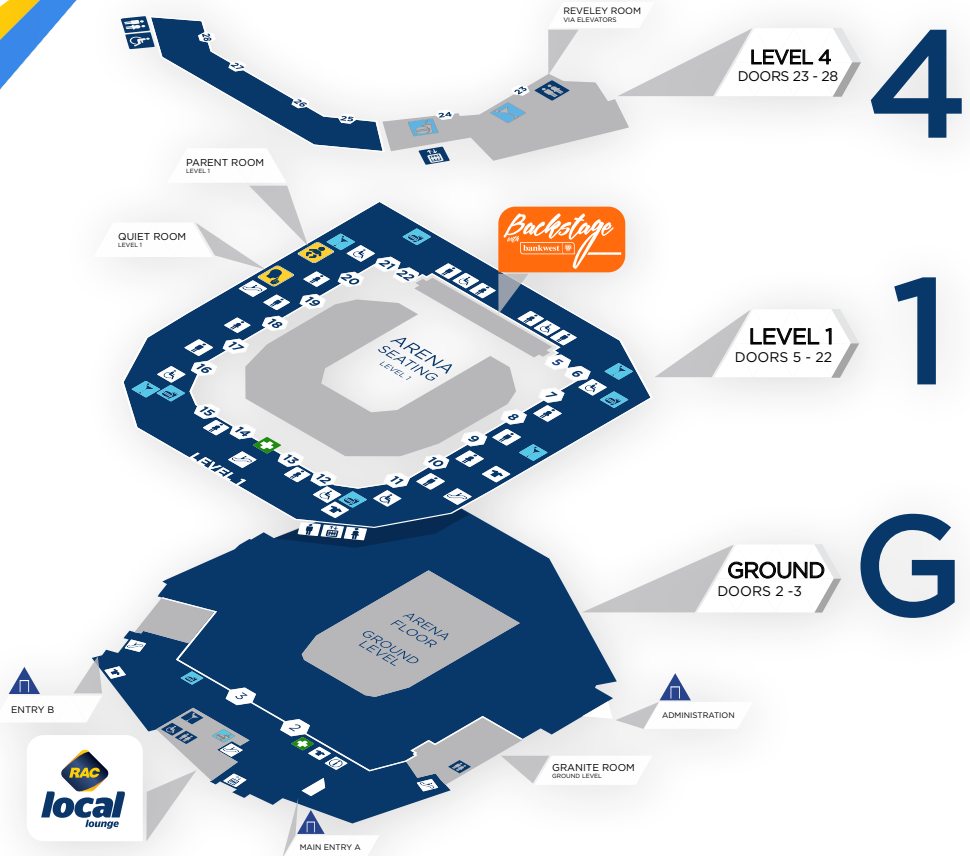 REVELEY ROOM
VIA ELEVATORS
4
LEVEL 4
DOORS 23 - 28
28
27
26
25
24
23
PARENT ROOM
LEVEL 1
QUIET ROOM
LEVEL 1
Backstage
with
bankwest
1
LEVEL 1
DOORS 5 - 22
21
22
20
19
18
17
16
15
14
13
12
11
10
9
8
7
6
5
ARENA
SEATING
LEVEL 1
LEVEL 1
G
GROUND
DOORS 2 -3
ARENA
FLOOR
GROUND
LEVEL
3
2
ENTRY B
ADMINISTRATION
GRANITE ROOM
GROUND LEVEL
RAC
local
lounge
MAIN ENTRY A